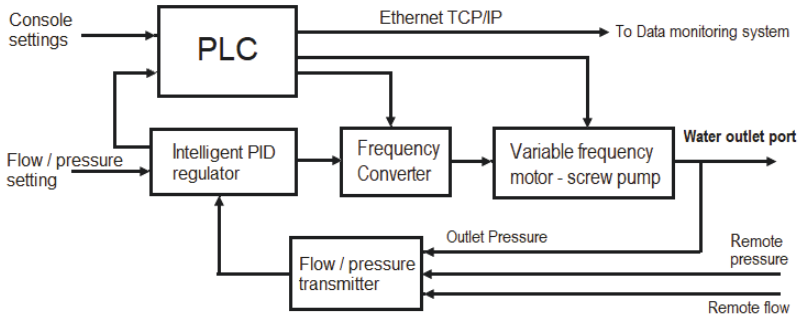 Console
settings
PLC
Ethernet TCP/IP
To Data monitoring system
Flow / pressure
setting
Intelligent PID
regulator
Frequency
Converter
Variable frequency
motor - screw pump
Water outlet port
Flow / pressure
transmitter
Outlet Pressure
Remote
pressure
Remote flow